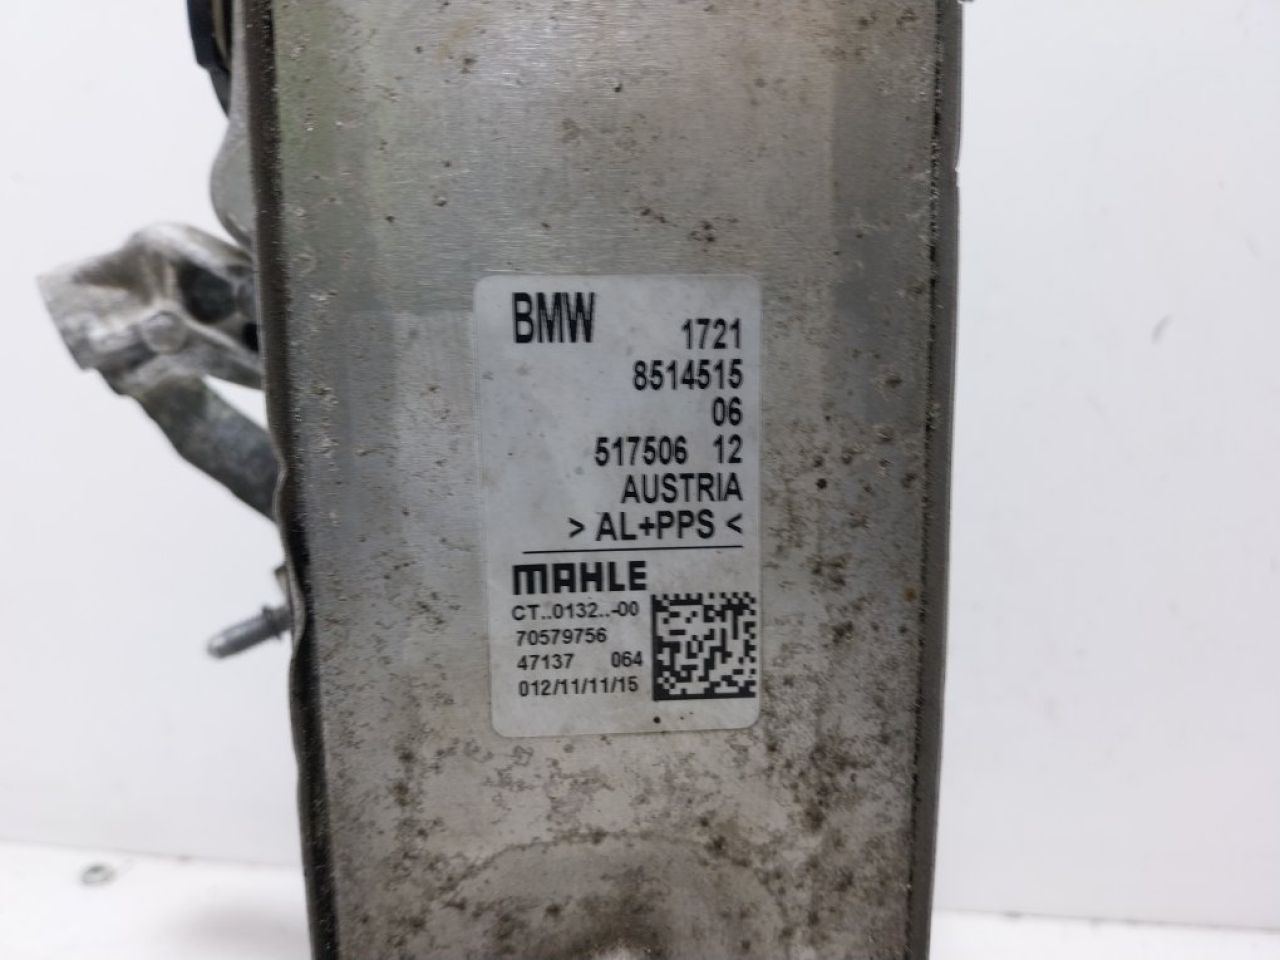 BMW
1721
8514515
06
517506 12
AUSTRIA
> AL+PPS <
MAHLE
CT..0132..-00
70579756
47137 064
012/11/11/15